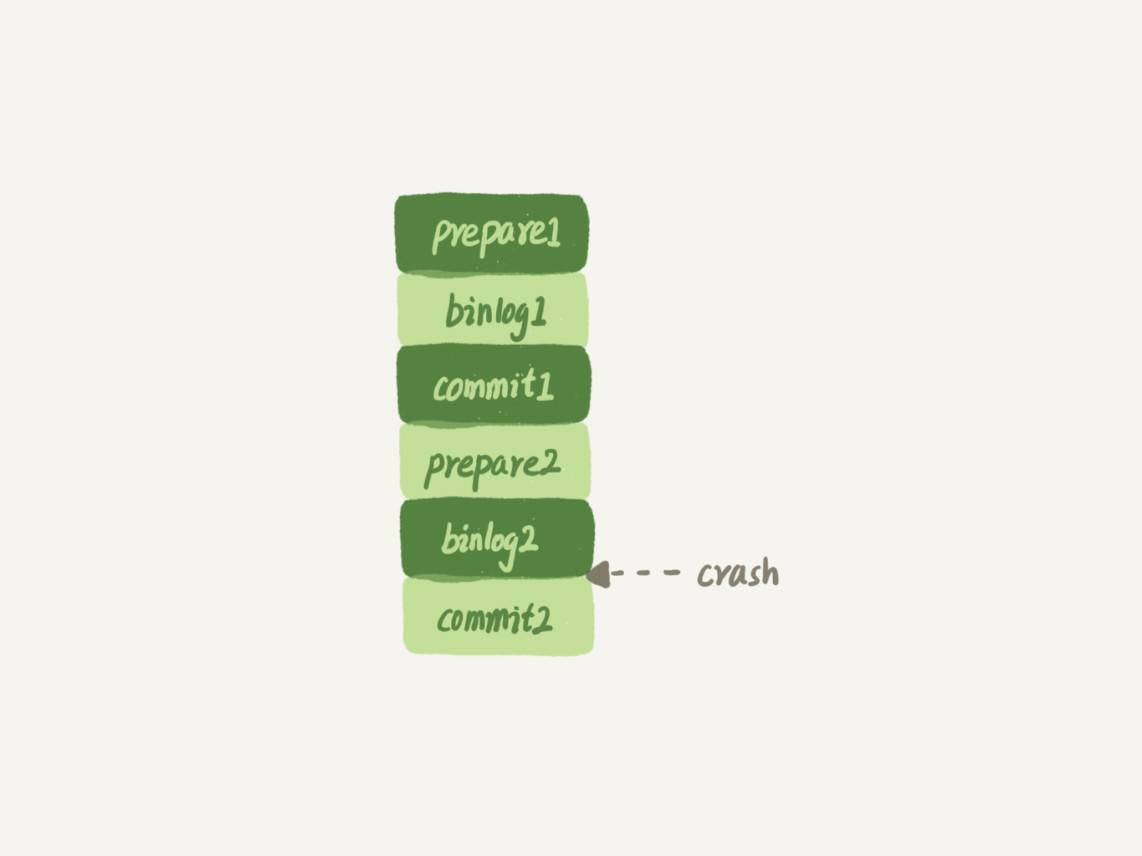 prepare1
binlog1
commit1
prepare2
binlog2
crash
commit2